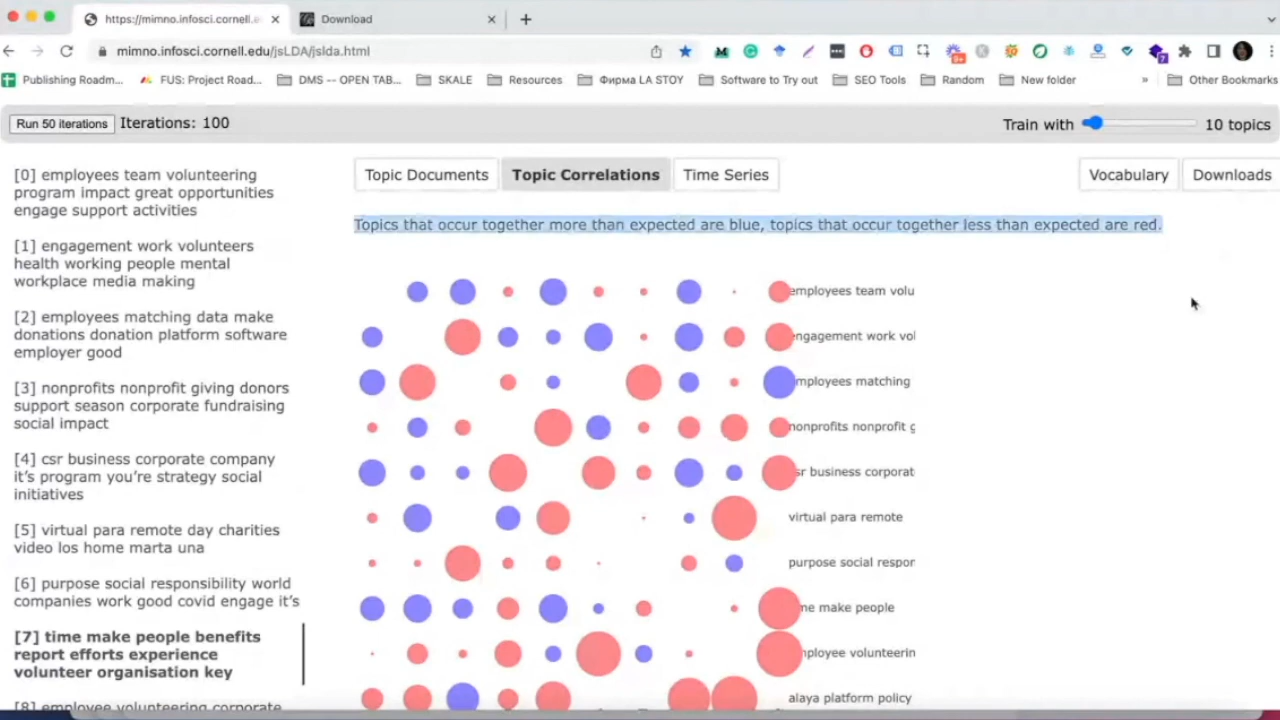 https://mimno.infosci.cornell.e
Download
mimno.infosci.cornell.edu/jsLDA/jslda.html
9+
7
Publishing Roadm...
FUS: Project Road...
DMS -- OPEN TAB...
SKALE
Resources
Фирма LA STOY
Software to Try out
SEO Tools
Random
New folder
»
Other Bookmarks
Run 50 iterations
Iterations: 100
Train with
10 topics
[0] employees team volunteering
program impact great opportunities
engage support activities
[1] engagement work volunteers
health working people mental
workplace media making
[2] employees matching data make
donations donation platform software
employer good
[3] nonprofits nonprofit giving donors
support season corporate fundraising
social impact
[4] csr business corporate company
it's program you're strategy social
initiatives
[5] virtual para remote day charities
video los home marta una
[6] purpose social responsibility world
companies work good covid engage it's
[7] time make people benefits
report efforts experience
volunteer organisation key
[8] employee volunteering corporate
Topic Documents
Topic Correlations
Time Series
Vocabulary
Downloads
Topics that occur together more than expected are blue, topics that occur together less than expected are red.
employees team volu
engagement work vol
mployees matching
nonprofits nonprofit g
sr business corporat
virtual para remote
purpose social respor
me make people
mployee volunteerin
alaya platform policy